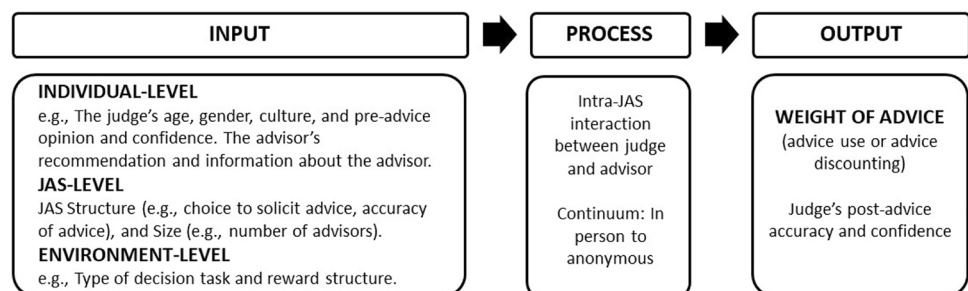 INPUT
INDIVIDUAL-LEVEL
e.g., The judge's age, gender, culture, and pre-advice
opinion and confidence. The advisor's
recommendation and information about the advisor.
JAS-LEVEL
JAS Structure (e.g., choice to solicit advice, accuracy
of advice), and Size (e.g., number of advisors).
ENVIRONMENT-LEVEL
e.g., Type of decision task and reward structure.
PROCESS
Intra-JAS
interaction
between judge
and advisor
Continuum: In
person to
anonymous
OUTPUT
WEIGHT OF ADVICE
(advice use or advice
discounting)
Judge's post-advice
accuracy and confidence